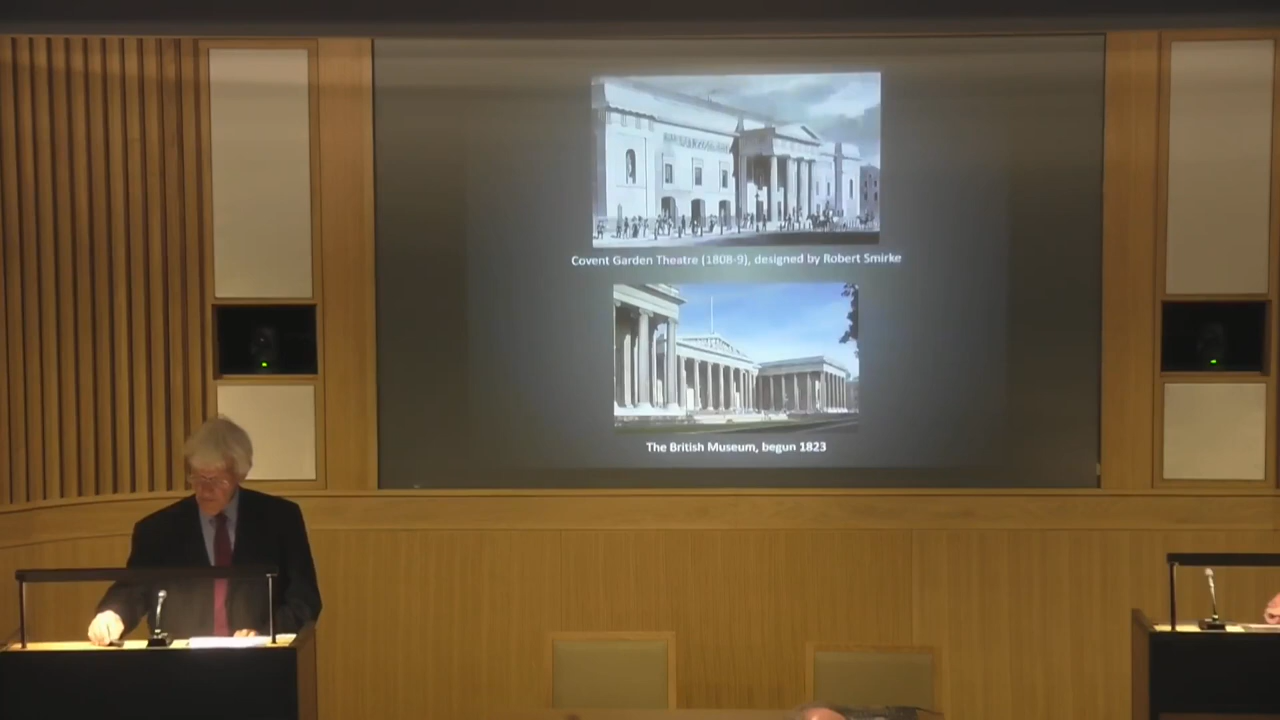 Covent Garden Theatre (1808-9), designed by Robert Smirke
The British Museum, begun 1823